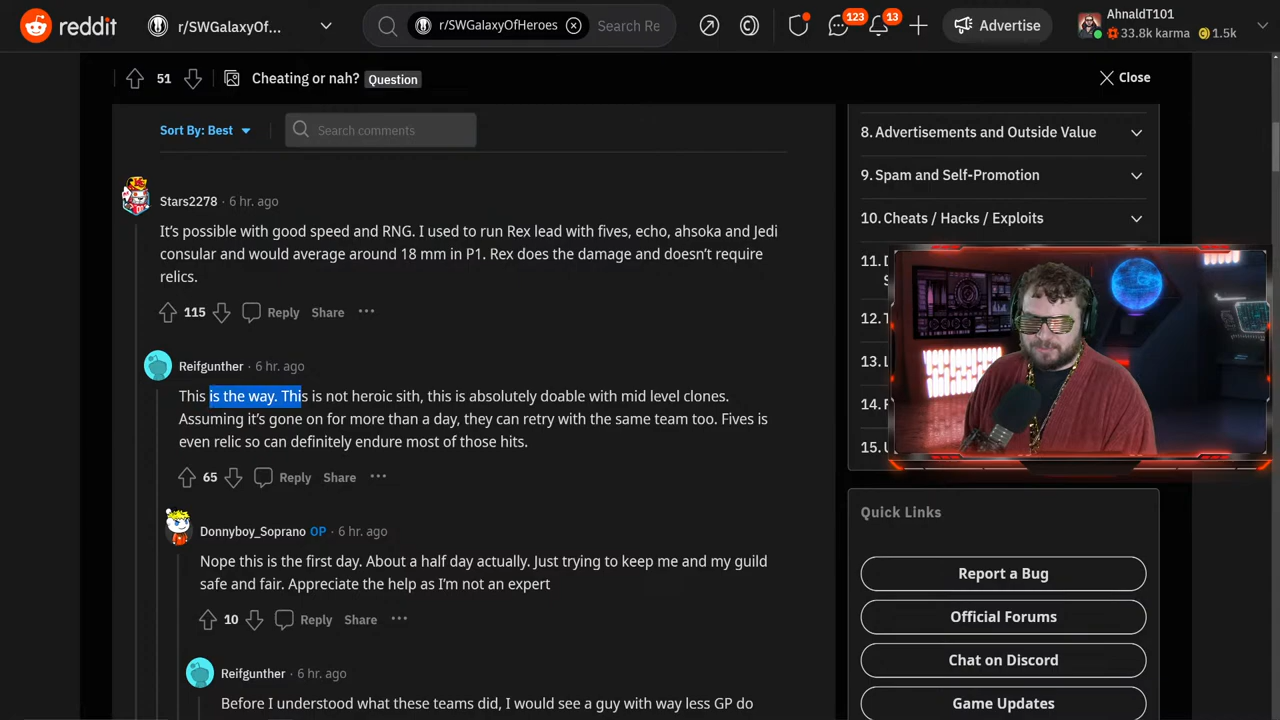 reddit
r/SWGalaxyOf...
r/SWGalaxyOfHeroes
Search Re
123
13
Advertise
AhnaldT101
33.8k karma
1.5k
51
Cheating or nah?
Question
Close
Sort By: Best
Search comments
Stars2278 · 6 hr. ago
It's possible with good speed and RNG. I used to run Rex lead with fives, echo, ahsoka and Jedi
consular and would average around 18 mm in P1. Rex does the damage and doesn't require
relics.
115
Reply
Share
Reifgunther · 6 hr. ago
This is the way. This is not heroic sith, this is absolutely doable with mid level clones.
Assuming it's gone on for more than a day, they can retry with the same team too. Fives is
even relic so can definitely endure most of those hits.
65
Reply
Share
Donnyboy_Soprano OP · 6 hr. ago
Nope this is the first day. About a half day actually. Just trying to keep me and my guild
safe and fair. Appreciate the help as I'm not an expert
10
Reply
Share
Reifgunther · 6 hr. ago
Before I understood what these teams did, I would see a guy with way less GP do
8. Advertisements and Outside Value
9. Spam and Self-Promotion
10. Cheats / Hacks / Exploits
11.
12.
13.
14.
15.
Quick Links
Report a Bug
Official Forums
Chat on Discord
Game Updates